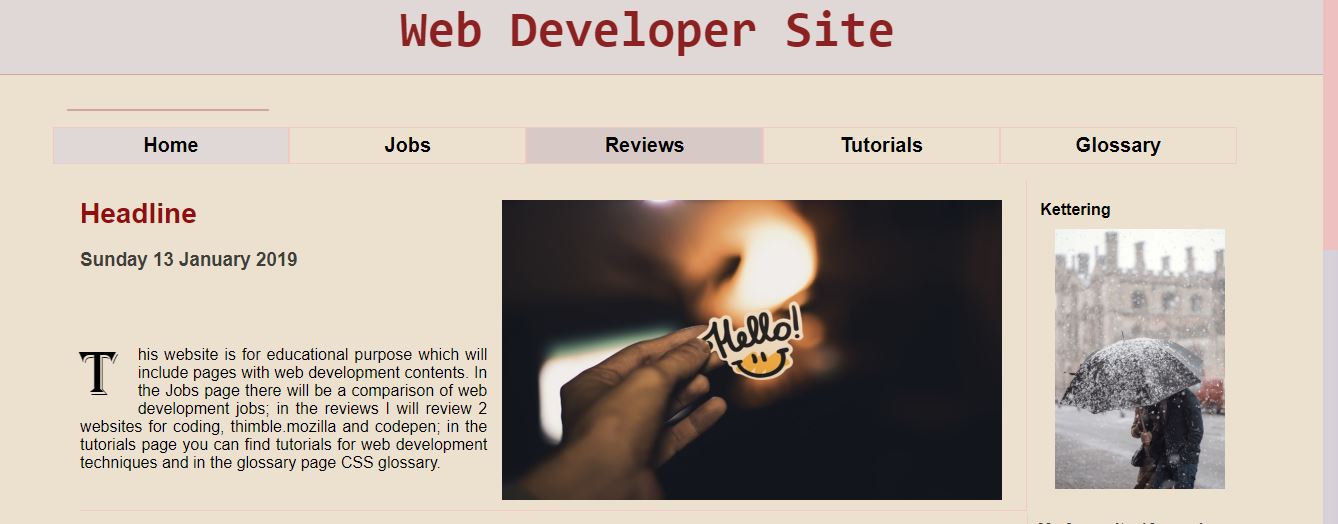 Web Developer Site
Home Jobs Reviews Tutorials Glossary
Headline
Sunday 13 January 2019
This website is for educational purpose which will
include pages with web development contents. In
the Jobs page there will be a comparison of web
development jobs; in the reviews I will review 2
websites for coding, thimble.mozilla and codepen; in the
tutorials page you can find tutorials for web development
techniques and in the glossary page CSS glossary.
Hello!
Kettering